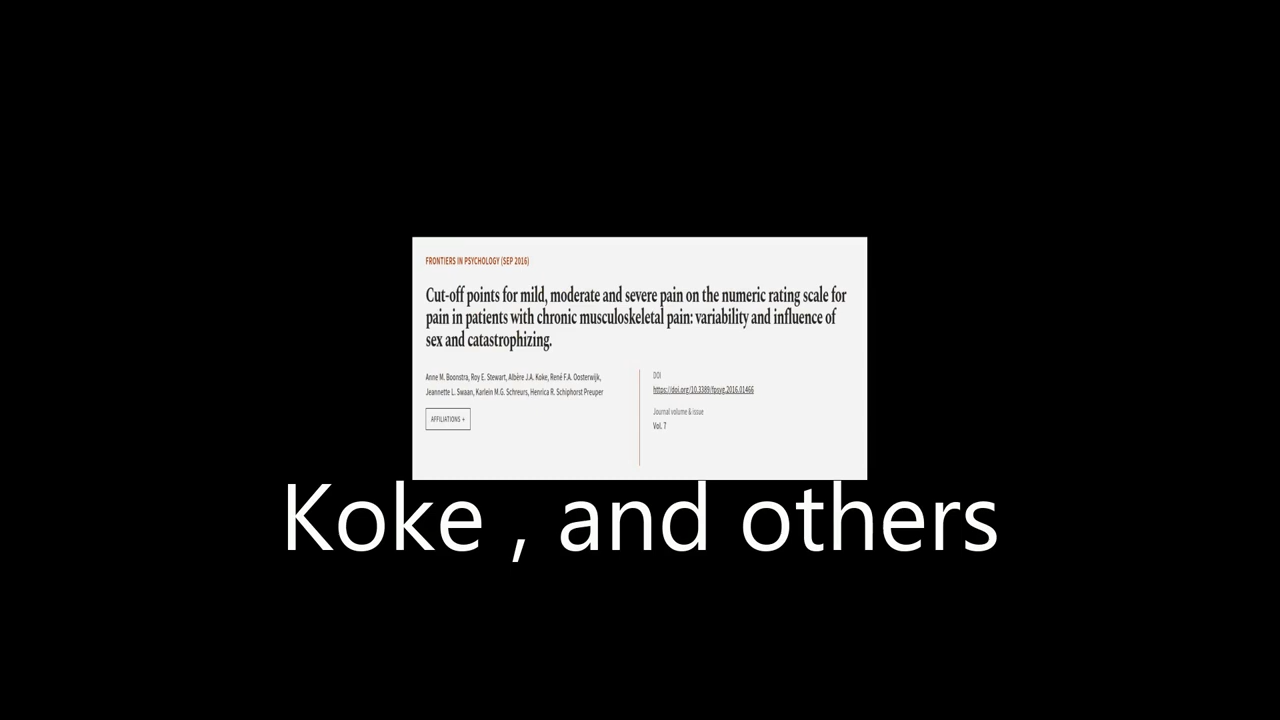 FRONTIERS IN PSYCHOLOGY (SEP 2016)
Cut-off points for mild, moderate and severe pain on the numeric rating scale for
pain in patients with chronic musculoskeletal pain: variability and influence of
sex and catastrophizing.
Anne M. Boonstra, Roy E. Stewart, Albère J.A. Koke, René F.A. Oosterwijk,
Jeannette L. Swaan, Karlein M.G. Schreurs, Henrica R. Schiphorst Preuper
AFFILIATIONS +
DOI
https://doi.org/10.3389/fpsyg.2016.01466
Journal volume & issue
Vol. 7
Koke , and others